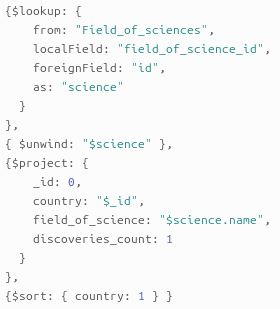 {$lookup: {
    from: "Field_of_sciences",
    localField: "field_of_science_id",
    foreignField: "id",
    as: "science"
  }
},
{ $unwind: "$science" },
{$project: {
    _id: 0,
    country: "$_id",
    field_of_science: "$science.name",
    discoveries_count: 1
  }
},
{$sort: { country: 1 } }